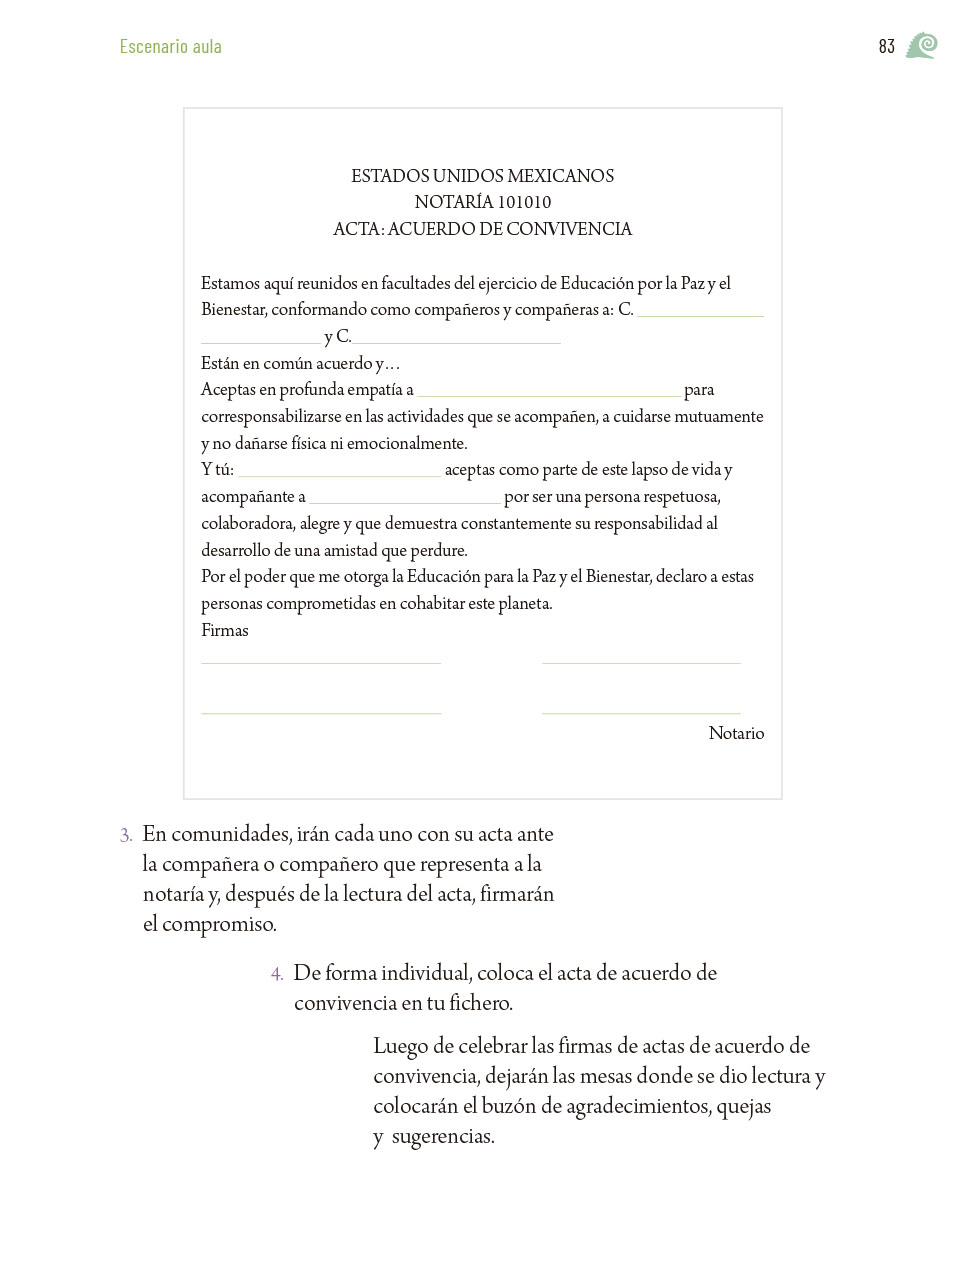 Escenario aula
83
ESTADOS UNIDOS MEXICANOS
NOTARÍA 101010
ACTA: ACUERDO DE CONVIVENCIA
Estamos aquí reunidos en facultades del ejercicio de Educación por la Paz y el
Bienestar, conformando como compañeros y compañeras a: C.
y C.
Están en común acuerdo y…
Aceptas en profunda empatía a para
corresponsabilizarse en las actividades que se acompañen, a cuidarse mutuamente
y no dañarse física ni emocionalmente.
Y tú: aceptas como parte de este lapso de vida y
acompañante a por ser una persona respetuosa,
colaboradora, alegre y que demuestra constantemente su responsabilidad al
desarrollo de una amistad que perdure.
Por el poder que me otorga la Educación para la Paz y el Bienestar, declaro a estas
personas comprometidas en cohabitar este planeta.
Firmas
Notario
3. En comunidades, irán cada uno con su acta ante
la compañera o compañero que representa a la
notaría y, después de la lectura del acta, firmarán
el compromiso.
4. De forma individual, coloca el acta de acuerdo de
convivencia en tu fichero.
Luego de celebrar las firmas de actas de acuerdo de
convivencia, dejarán las mesas donde se dio lectura y
colocarán el buzón de agradecimientos, quejas
y sugerencias.